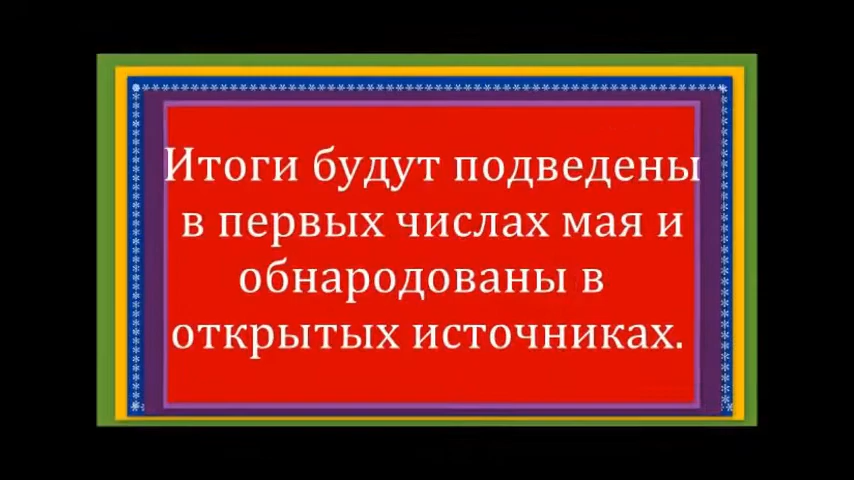 Итоги будут подведены
в первых числах мая и
обнародованы в
открытых источниках.